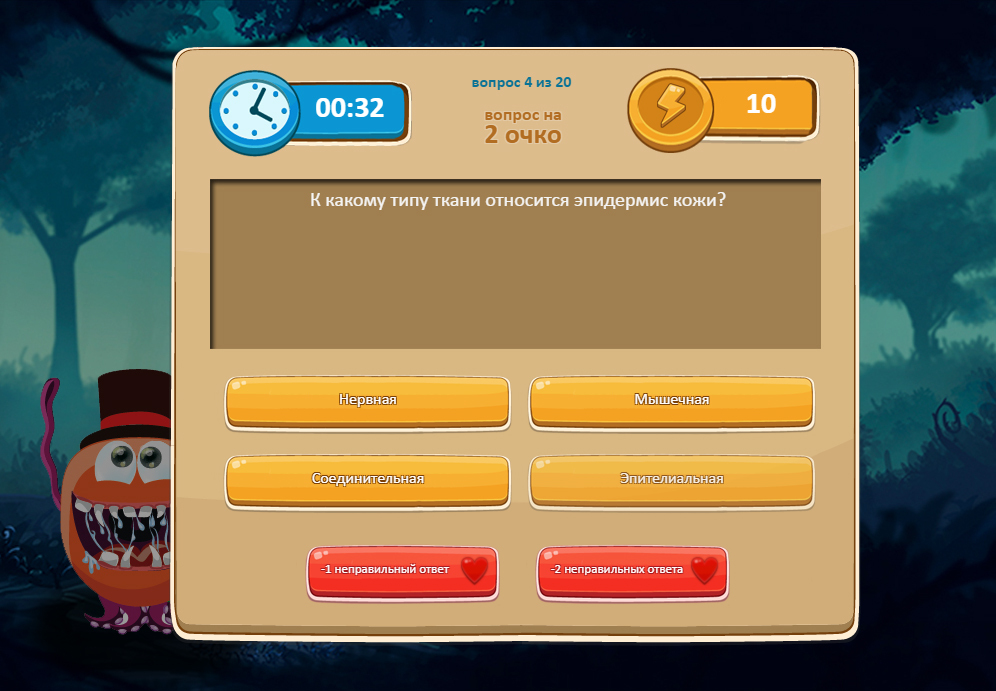 00:32
вопрос 4 из 20
вопрос на
2 очко
10
К какому типу ткани относится эпидермис кожи?
Нервная
Мышечная
Соединительная
Эпителиальная
-1 неправильный ответ
-2 неправильных ответа